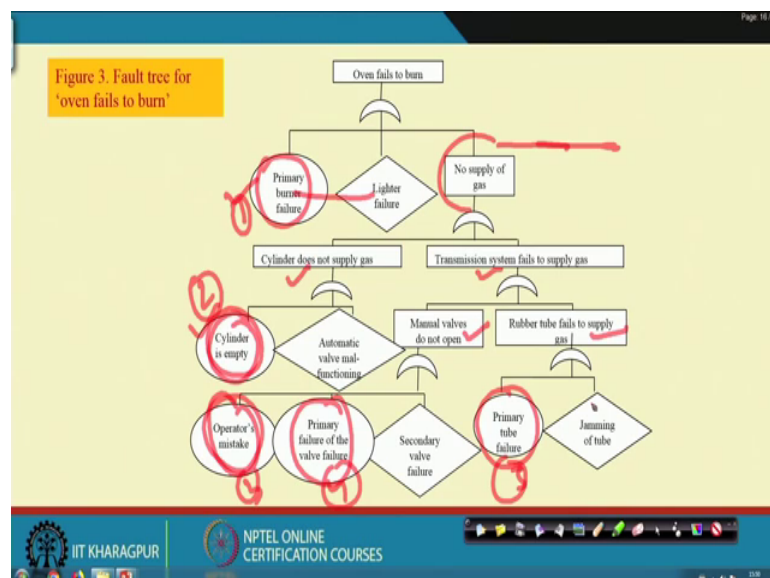 Page: 16
Figure 3. Fault tree for
'oven fails to burn'
Oven fails to burn
Primary
burner
failure
Lighter
failure
No supply of
gas
Cylinder does not supply gas
Transmission system fails to supply gas
Cylinder
is empty
Automatic
valve mal-
functioning
Manual valves
do not open
Rubber tube fails to supply
gas
Operator's
mistake
Primary
failure of the
valve failure
Secondary
valve
failure
Primary
tube
failure
Jamming
of tube
1
2
IIT KHARAGPUR
NPTEL ONLINE
CERTIFICATION COURSES